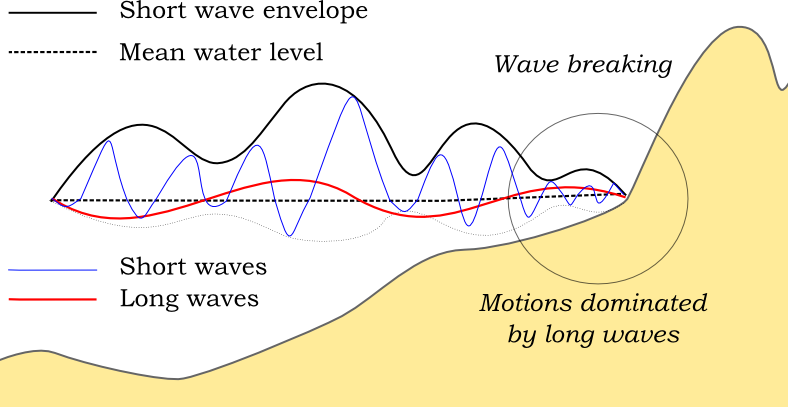 Short wave envelope
Mean water level
Wave breaking
Short waves
Long waves
Motions dominated
by long waves